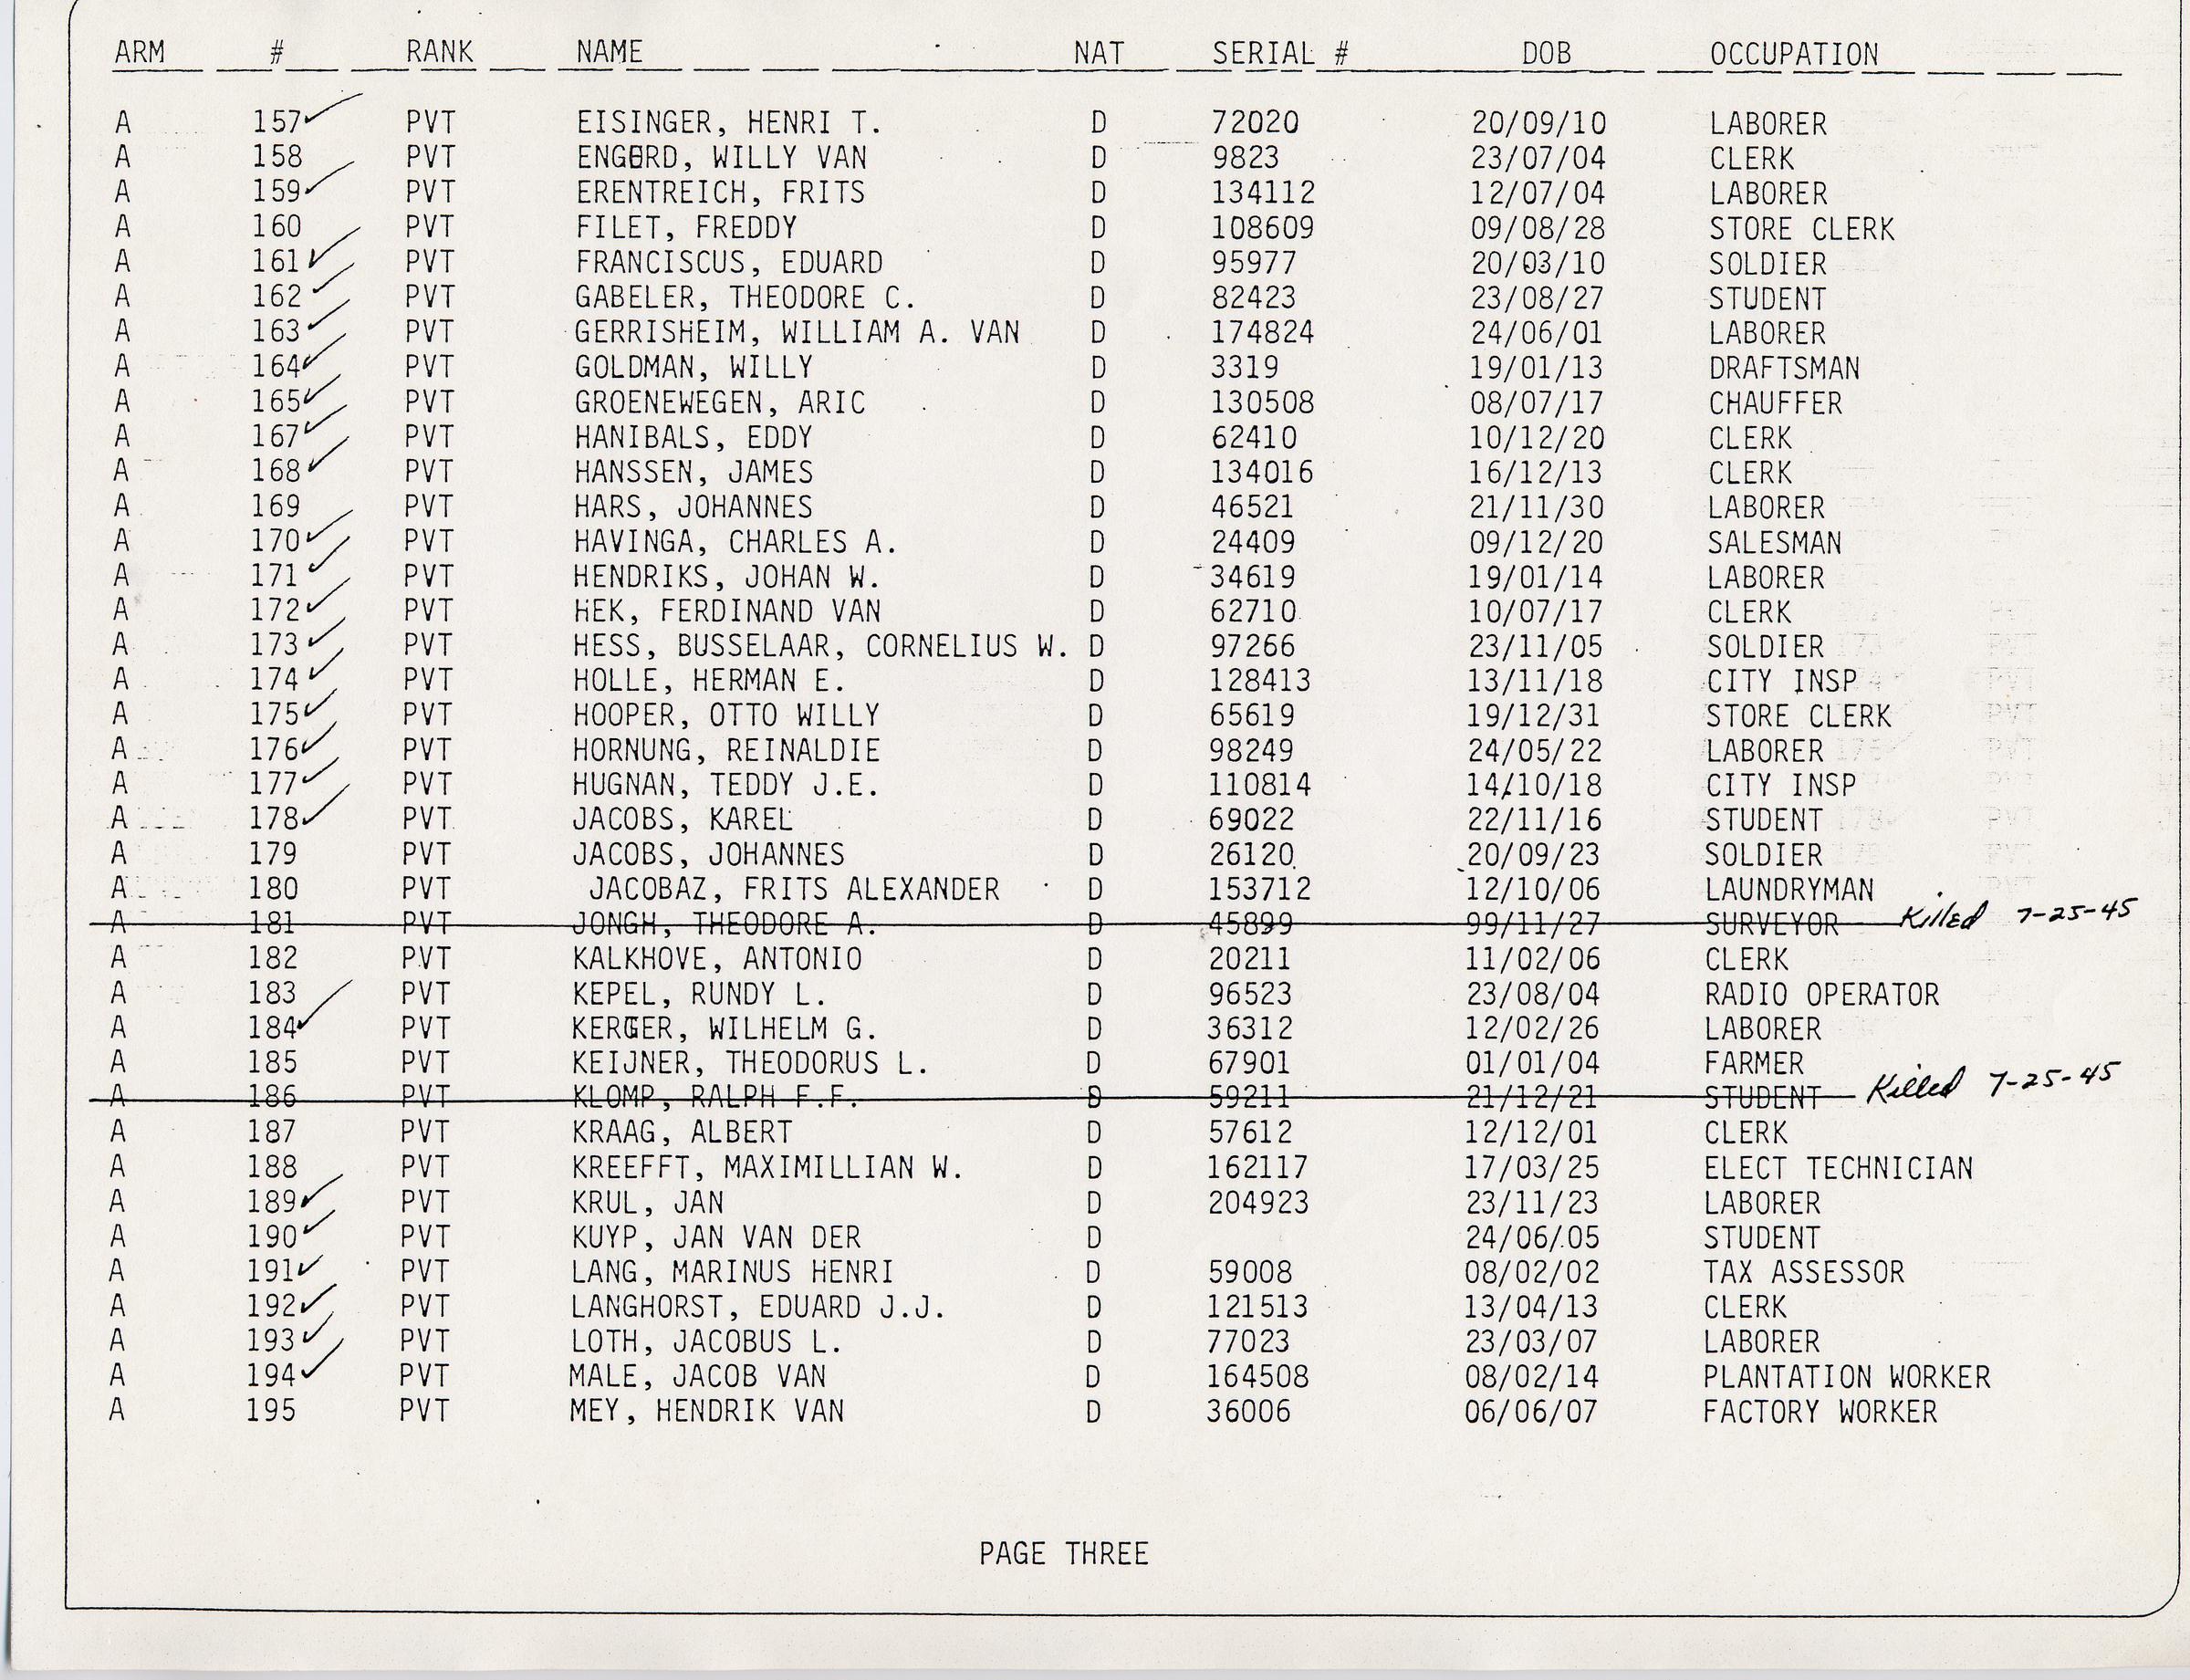 ARM # RANK NAME NAT SERIAL # DOB OCCUPATION
A 157✓ PVT EISINGER, HENRI T. D 72020 20/09/10 LABORER
A 158 PVT ENGERD, WILLY VAN D 9823 23/07/04 CLERK
A 159✓ PVT ERENTREICH, FRITS D 134112 12/07/04 LABORER
A 160 PVT FILET, FREDDY D 108609 09/08/28 STORE CLERK
A 161✓ PVT FRANCISCUS, EDUARD D 95977 20/03/10 SOLDIER
A 162✓ PVT GABELER, THEODORE C. D 82423 23/08/27 STUDENT
A 163✓ PVT GERRISHEIM, WILLIAM A. VAN D 174824 24/06/01 LABORER
A 164✓ PVT GOLDMAN, WILLY D 3319 19/01/13 DRAFTSMAN
A 165✓ PVT GROENEWEGEN, ARIC D 130508 08/07/17 CHAUFFER
A 167✓ PVT HANIBALS, EDDY D 62410 10/12/20 CLERK
A 168✓ PVT HANSSEN, JAMES D 134016 16/12/13 CLERK
A 169 PVT HARS, JOHANNES D 46521 21/11/30 LABORER
A 170✓ PVT HAVINGA, CHARLES A. D 24409 09/12/20 SALESMAN
A 171✓ PVT HENDRIKS, JOHAN W. D 34619 19/01/14 LABORER
A 172✓ PVT HEK, FERDINAND VAN D 62710 10/07/17 CLERK
A 173✓ PVT HESS, BUSSELAAR, CORNELIUS W. D 97266 23/11/05 SOLDIER
A 174✓ PVT HOLLE, HERMAN E. D 128413 13/11/18 CITY INSP
A 175✓ PVT HOOPER, OTTO WILLY D 65619 19/12/31 STORE CLERK
A 176✓ PVT HORNUNG, REINALDIE D 98249 24/05/22 LABORER
A 177✓ PVT HUGNAN, TEDDY J.E. D 110814 14/10/18 CITY INSP
A 178✓ PVT JACOBS, KAREL D 69022 22/11/16 STUDENT
A 179 PVT JACOBS, JOHANNES D 26120 20/09/23 SOLDIER
A 180 PVT JACOBAZ, FRITS ALEXANDER D 153712 12/10/06 LAUNDRYMAN
A 181 PVT JONGH, THEODORE A. D 45899 99/11/27 SURVEYOR Killed 7-25-45
A 182 PVT KALKHOVE, ANTONIO D 20211 11/02/06 CLERK
A 183 PVT KEPEL, RUNDY L. D 96523 23/08/04 RADIO OPERATOR
A 184✓ PVT KERGER, WILHELM G. D 36312 12/02/26 LABORER
A 185 PVT KEIJNER, THEODORUS L. D 67901 01/01/04 FARMER
A 186 PVT KLOMP, RALPH F.F. D 59211 21/12/21 STUDENT Killed 7-25-45
A 187 PVT KRAAG, ALBERT D 57612 12/12/01 CLERK
A 188 PVT KREEFFT, MAXIMILLIAN W. D 162117 17/03/25 ELECT TECHNICIAN
A 189✓ PVT KRUL, JAN D 204923 23/11/23 LABORER
A 190✓ PVT KUYP, JAN VAN DER D 24/06/05 STUDENT
A 191✓ PVT LANG, MARINUS HENRI D 59008 08/02/02 TAX ASSESSOR
A 192✓ PVT LANGHORST, EDUARD J.J. D 121513 13/04/13 CLERK
A 193✓ PVT LOTH, JACOBUS L. D 77023 23/03/07 LABORER
A 194✓ PVT MALE, JACOB VAN D 164508 08/02/14 PLANTATION WORKER
A 195 PVT MEY, HENDRIK VAN D 36006 06/06/07 FACTORY WORKER
PAGE THREE